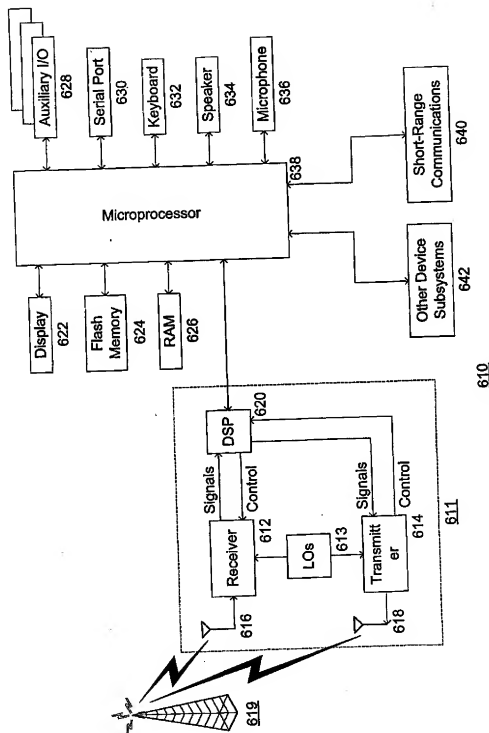 Auxiliary I/O
628
Serial Port
630
Keyboard
632
Speaker
634
Microphone
636
Microprocessor
638
Display
622
Flash
Memory
624
RAM
626
Short-Range
Communications
640
Other Device
Subsystems
642
610
DSP
620
Signals
Control
Receiver
612
LOs
613
Signals
Control
Transmitt
er
614
611
616
618
619